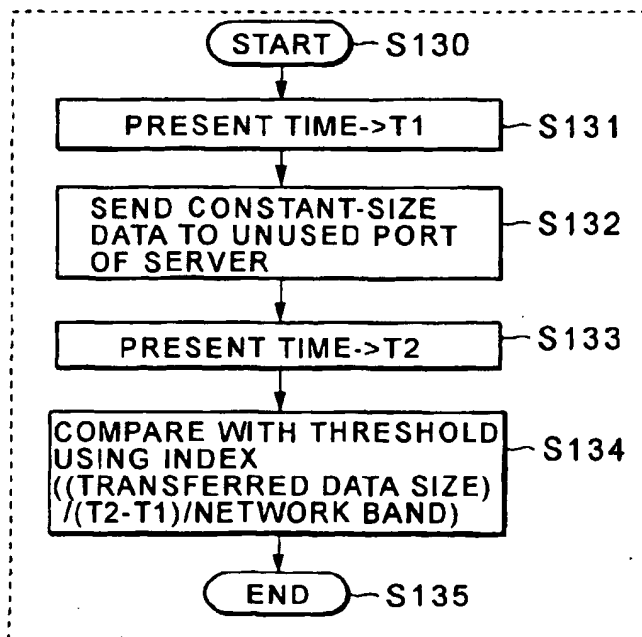 START S130
PRESENT TIME->T1 S131
SEND CONSTANT-SIZE
DATA TO UNUSED PORT
OF SERVER
S132
PRESENT TIME->T2 S133
COMPARE WITH THRESHOLD
USING INDEX
((TRANSFERRED DATA SIZE)
/(T2-T1)/NETWORK BAND)
S134
END S135